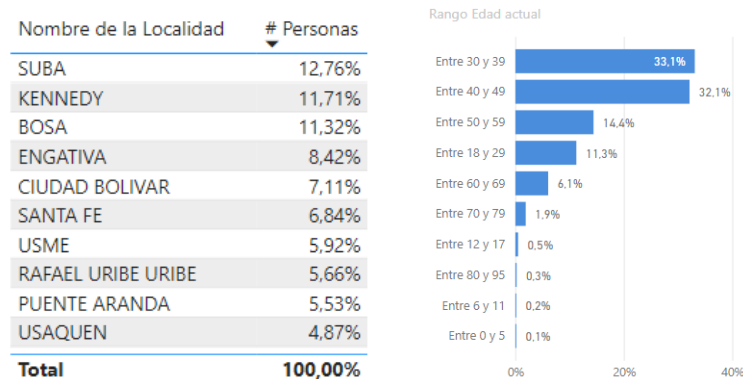 Nombre de la Localidad # Personas
SUBA 12,76%
KENNEDY 11,71%
BOSA 11,32%
ENGATIVA 8,42%
CIUDAD BOLIVAR 7,11%
SANTA FE 6,84%
USME 5,92%
RAFAEL URIBE URIBE 5,66%
PUENTE ARANDA 5,53%
USAQUEN 4,87%
Total 100,00%
Rango Edad actual
Entre 30 y 39 33,1%
Entre 40 y 49 32,1%
Entre 50 y 59 14,4%
Entre 18 y 29 11,3%
Entre 60 y 69 6,1%
Entre 70 y 79 1,9%
Entre 12 y 17 0,5%
Entre 80 y 95 0,3%
Entre 6 y 11 0,2%
Entre 0 y 5 0,1%
0% 20% 40%